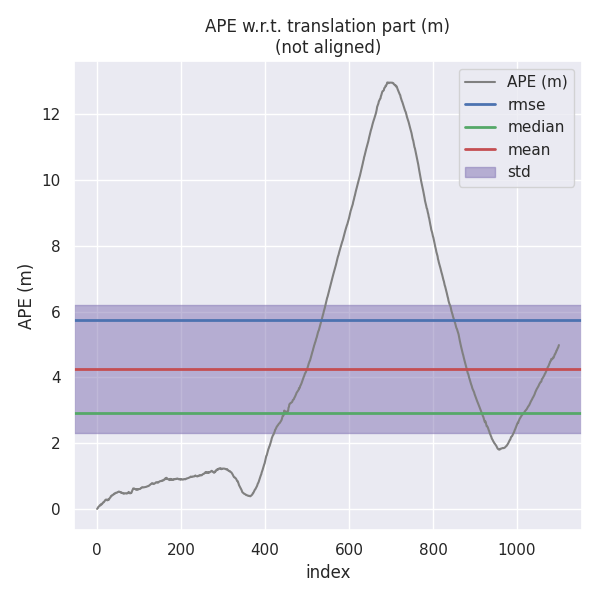 APE w.r.t. translation part (m)
(not aligned)
APE (m)
rmse
median
mean
std
12
10
8
6
4
2
0
APE (m)
0
200
400
600
800
1000
index